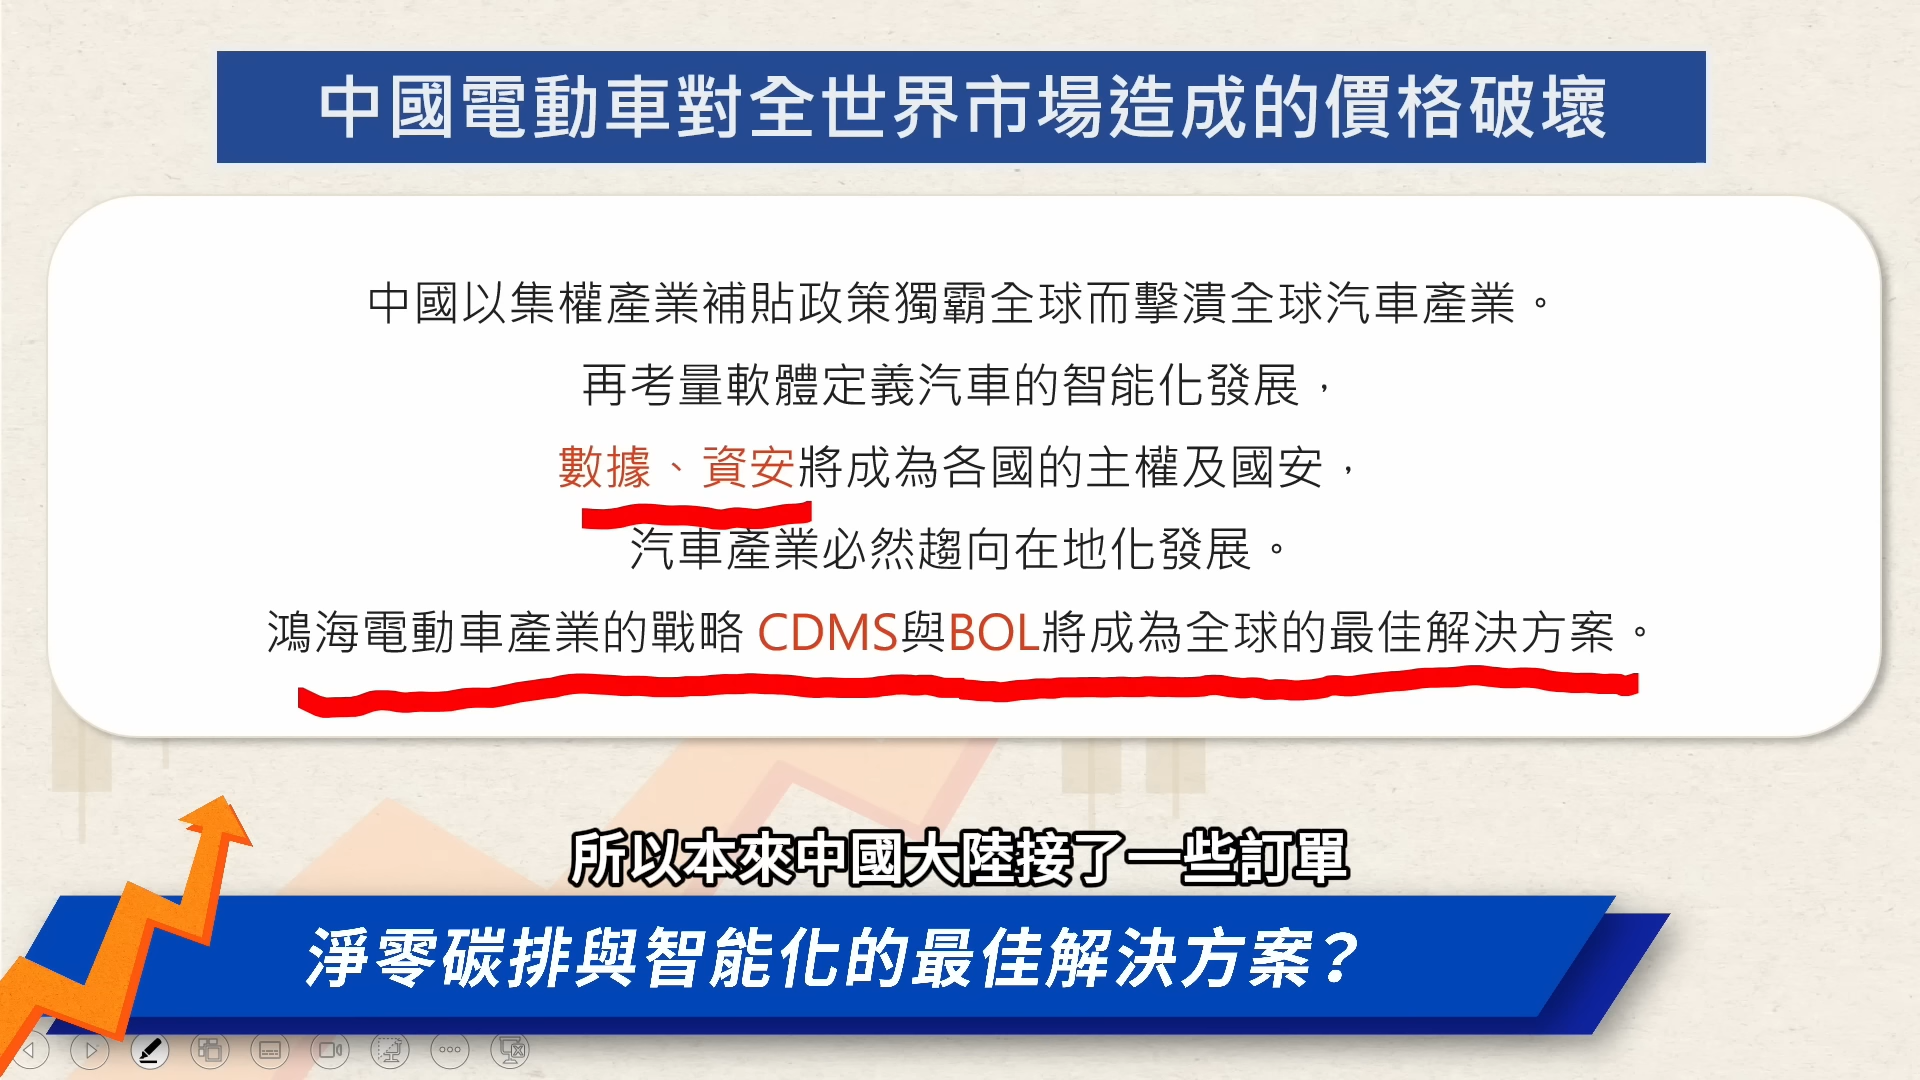 中國電動車對全世界市場造成的價格破壞
中國以集權產業補貼政策獨霸全球而擊潰全球汽車產業。
再考量軟體定義汽車的智能化發展，
數據、資安將成為各國的主權及國安，
汽車產業必然趨向在地化發展。
鴻海電動車產業的戰略 CDMS與BOL將成為全球的最佳解決方案。
所以本來中國大陸接了一些訂單
淨零碳排與智能化的最佳解決方案？